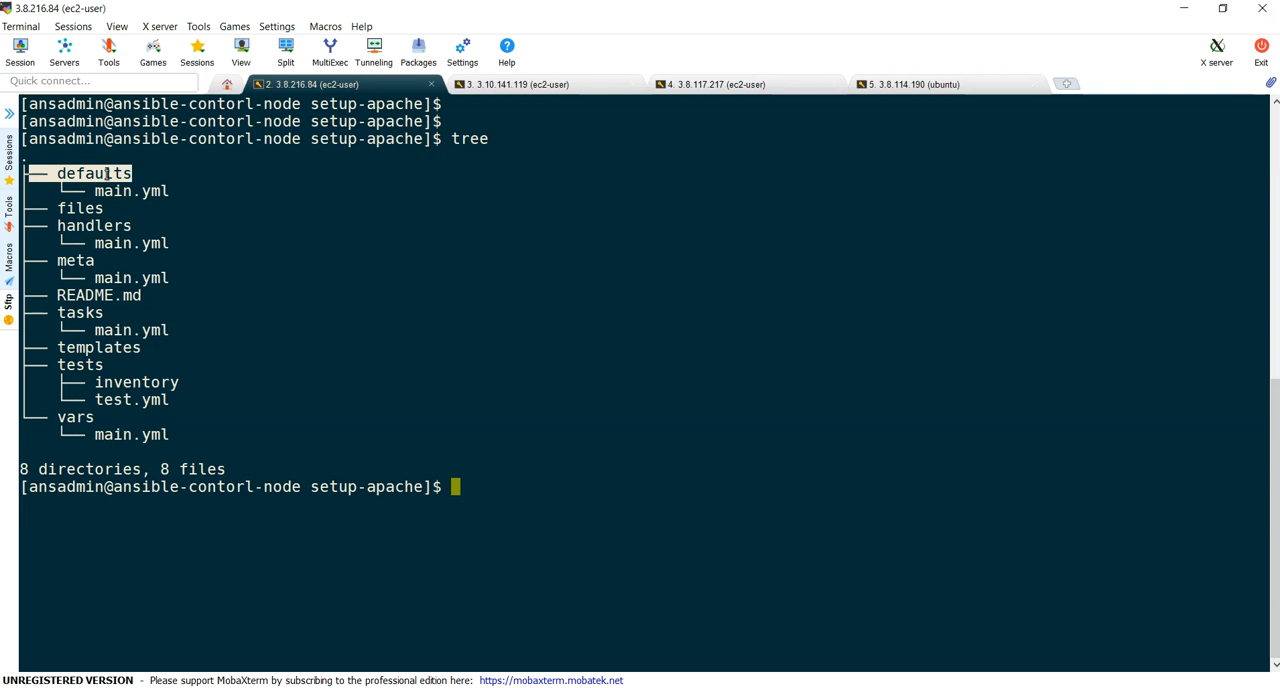 3.8.216.84 (ec2-user)
Terminal Sessions View X server Tools Games Settings Macros Help
Session Servers Tools Games Sessions View Split MultiExec Tunneling Packages Settings Help X server Exit
Quick connect... 2. 3.8.216.84 (ec2-user) 3. 3.10.141.119 (ec2-user) 4. 3.8.117.217 (ec2-user) 5. 3.8.114.190 (ubuntu)
Sessions
Tools
Macros
Sftp
[ansadmin@ansible-contorl-node setup-apache]$
[ansadmin@ansible-contorl-node setup-apache]$
[ansadmin@ansible-contorl-node setup-apache]$ tree
.
├── defaults
│   └── main.yml
├── files
├── handlers
│   └── main.yml
├── meta
│   └── main.yml
├── README.md
├── tasks
│   └── main.yml
├── templates
├── tests
│   ├── inventory
│   └── test.yml
└── vars
    └── main.yml
8 directories, 8 files
[ansadmin@ansible-contorl-node setup-apache]$
UNREGISTERED VERSION - Please support MobaXterm by subscribing to the professional edition here: https://mobaxterm.mobatek.net